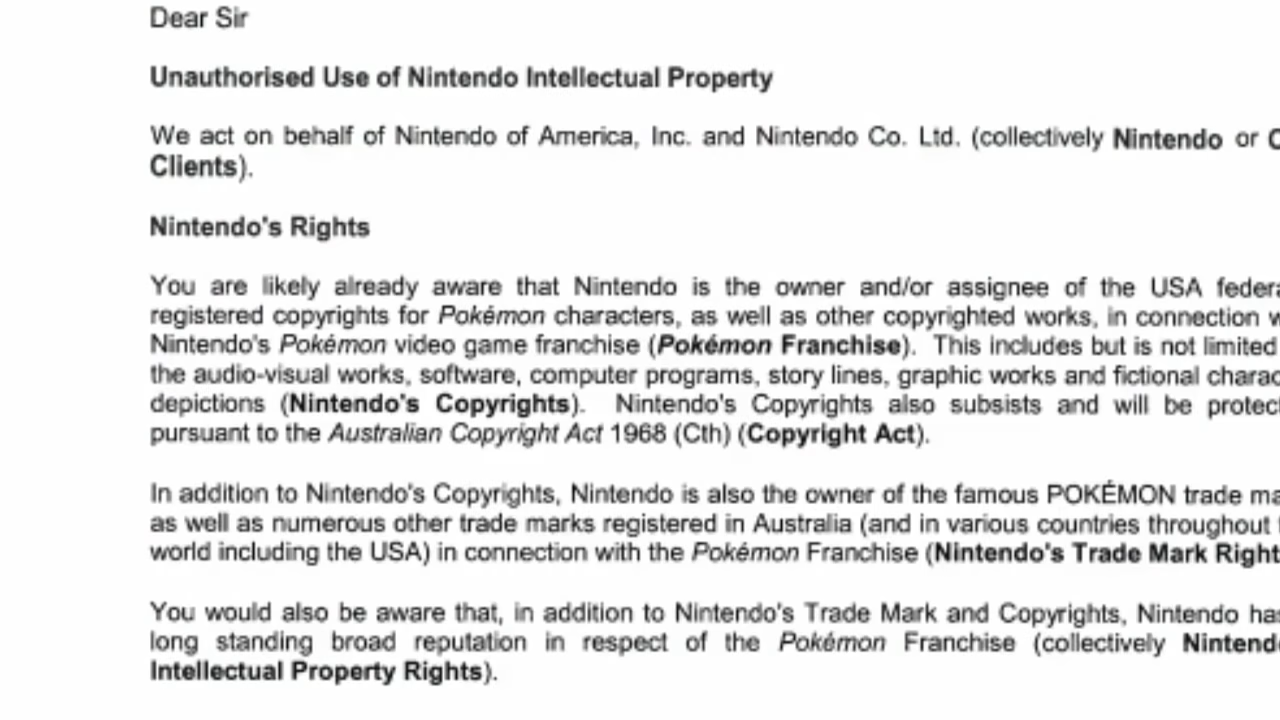 Dear Sir
Unauthorised Use of Nintendo Intellectual Property
We act on behalf of Nintendo of America, Inc. and Nintendo Co. Ltd. (collectively Nintendo or
Clients).
Nintendo's Rights
You are likely already aware that Nintendo is the owner and/or assignee of the USA
registered copyrights for Pokémon characters, as well as other copyrighted works, in connection
Nintendo's Pokémon video game franchise (Pokémon Franchise). This includes but is not limited
the audio-visual works, software, computer programs, story lines, graphic works and fictional
depictions (Nintendo's Copyrights). Nintendo's Copyrights also subsists and will be
pursuant to the Australian Copyright Act 1968 (Cth) (Copyright Act).
In addition to Nintendo's Copyrights, Nintendo is also the owner of the famous POKÉMON trade
as well as numerous other trade marks registered in Australia (and in various countries throughout
world including the USA) in connection with the Pokémon Franchise (Nintendo's Trade Mark
You would also be aware that, in addition to Nintendo's Trade Mark and Copyrights, Nintendo
long standing broad reputation in respect of the Pokémon Franchise (collectively
Intellectual Property Rights).